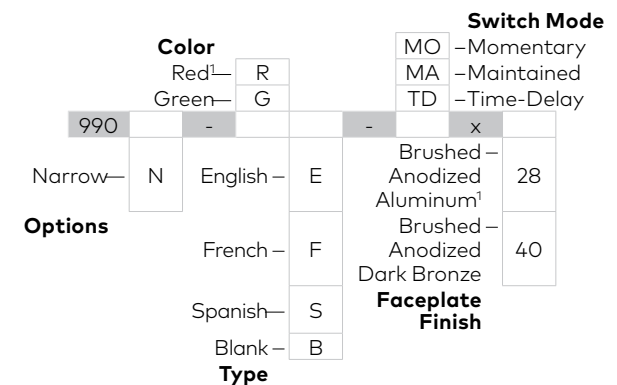 Switch Mode
Color
MO –Momentary
Red¹— R
MA –Maintained
Green— G
TD –Time-Delay
990 - - x
Narrow— N
English – E
Brushed –
Anodized
Aluminum¹
28
Options
French – F
Brushed –
Anodized
Dark Bronze
40
Spanish— S
Faceplate
Finish
Blank – B
Type